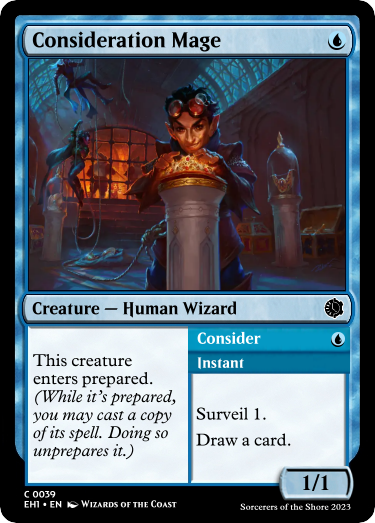 Consideration Mage
Creature — Human Wizard
This creature
enters prepared.
(While it's prepared,
you may cast a copy
of its spell. Doing so
unprepares it.)
Consider
Instant
Surveil 1.
Draw a card.
1/1
C 0039
EH1 • EN Wizards of the Coast
Sorcerers of the Shore 2023